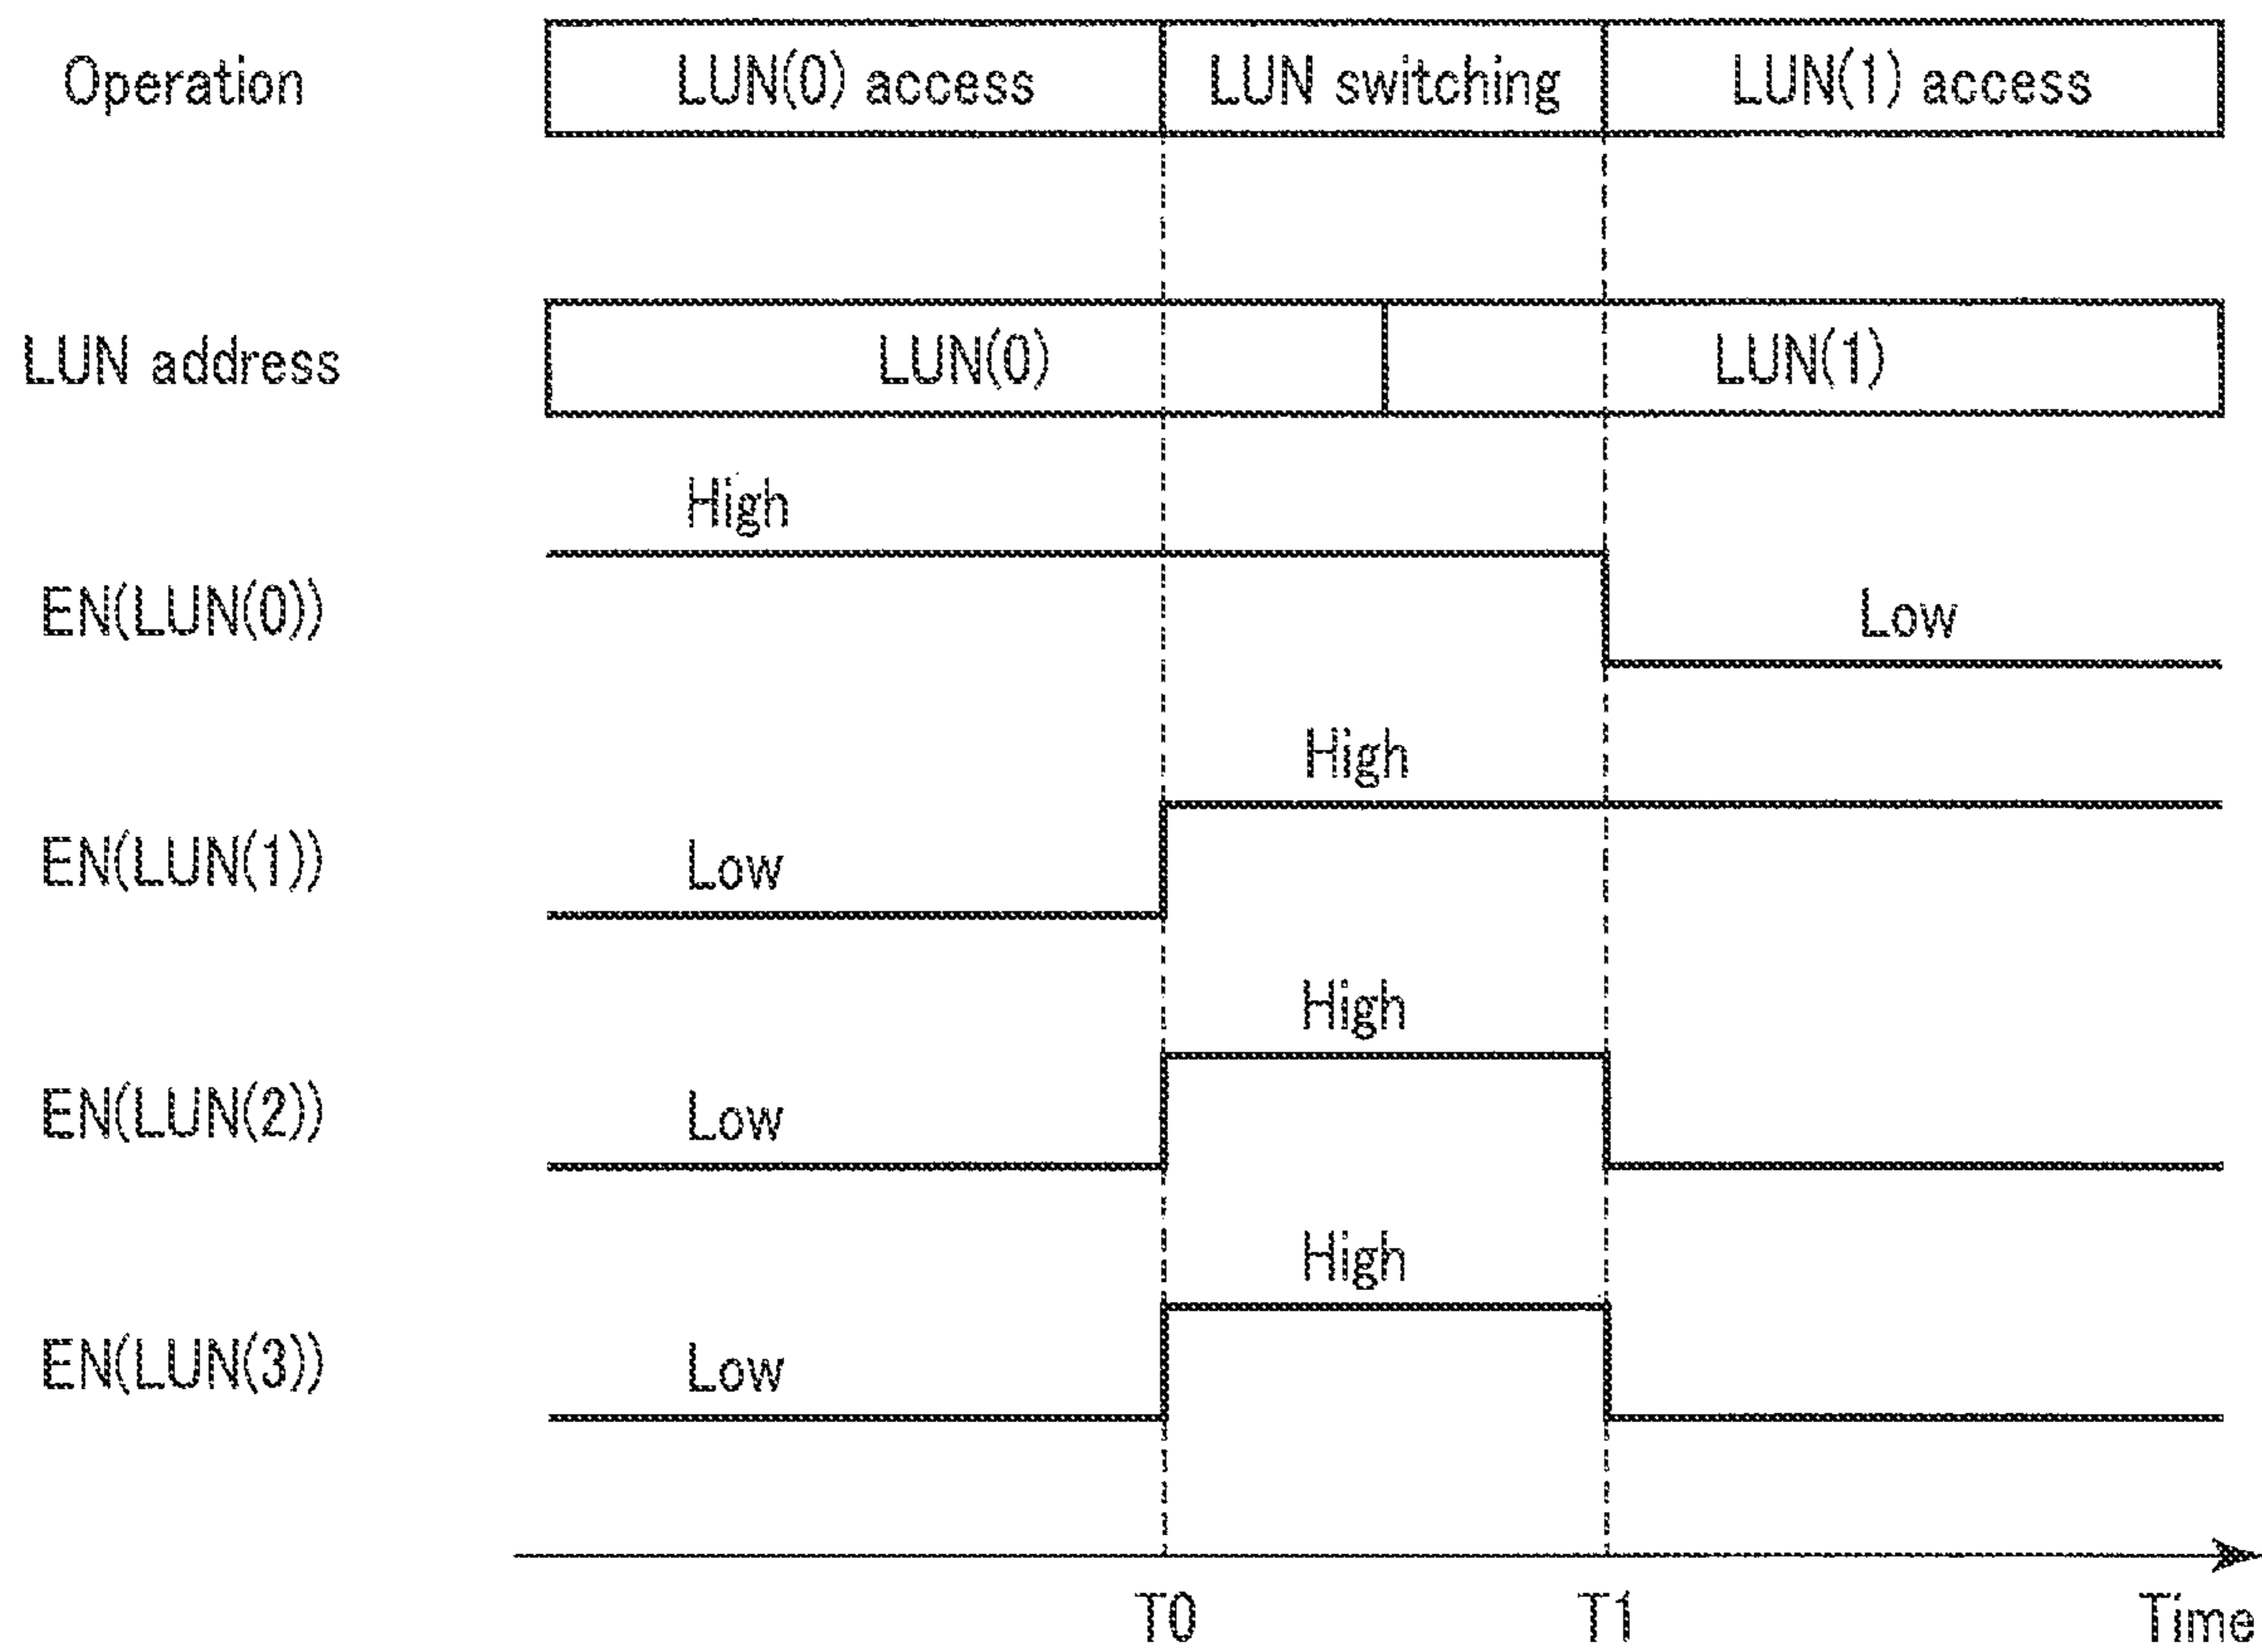 Operation LUN(0) access LUN switching LUN(1) access
LUN address LUN(0) LUN(1)
High
EN(LUN(0)) Low
High
EN(LUN(1)) Low
High
EN(LUN(2)) Low
High
EN(LUN(3)) Low
T0 T1 Time